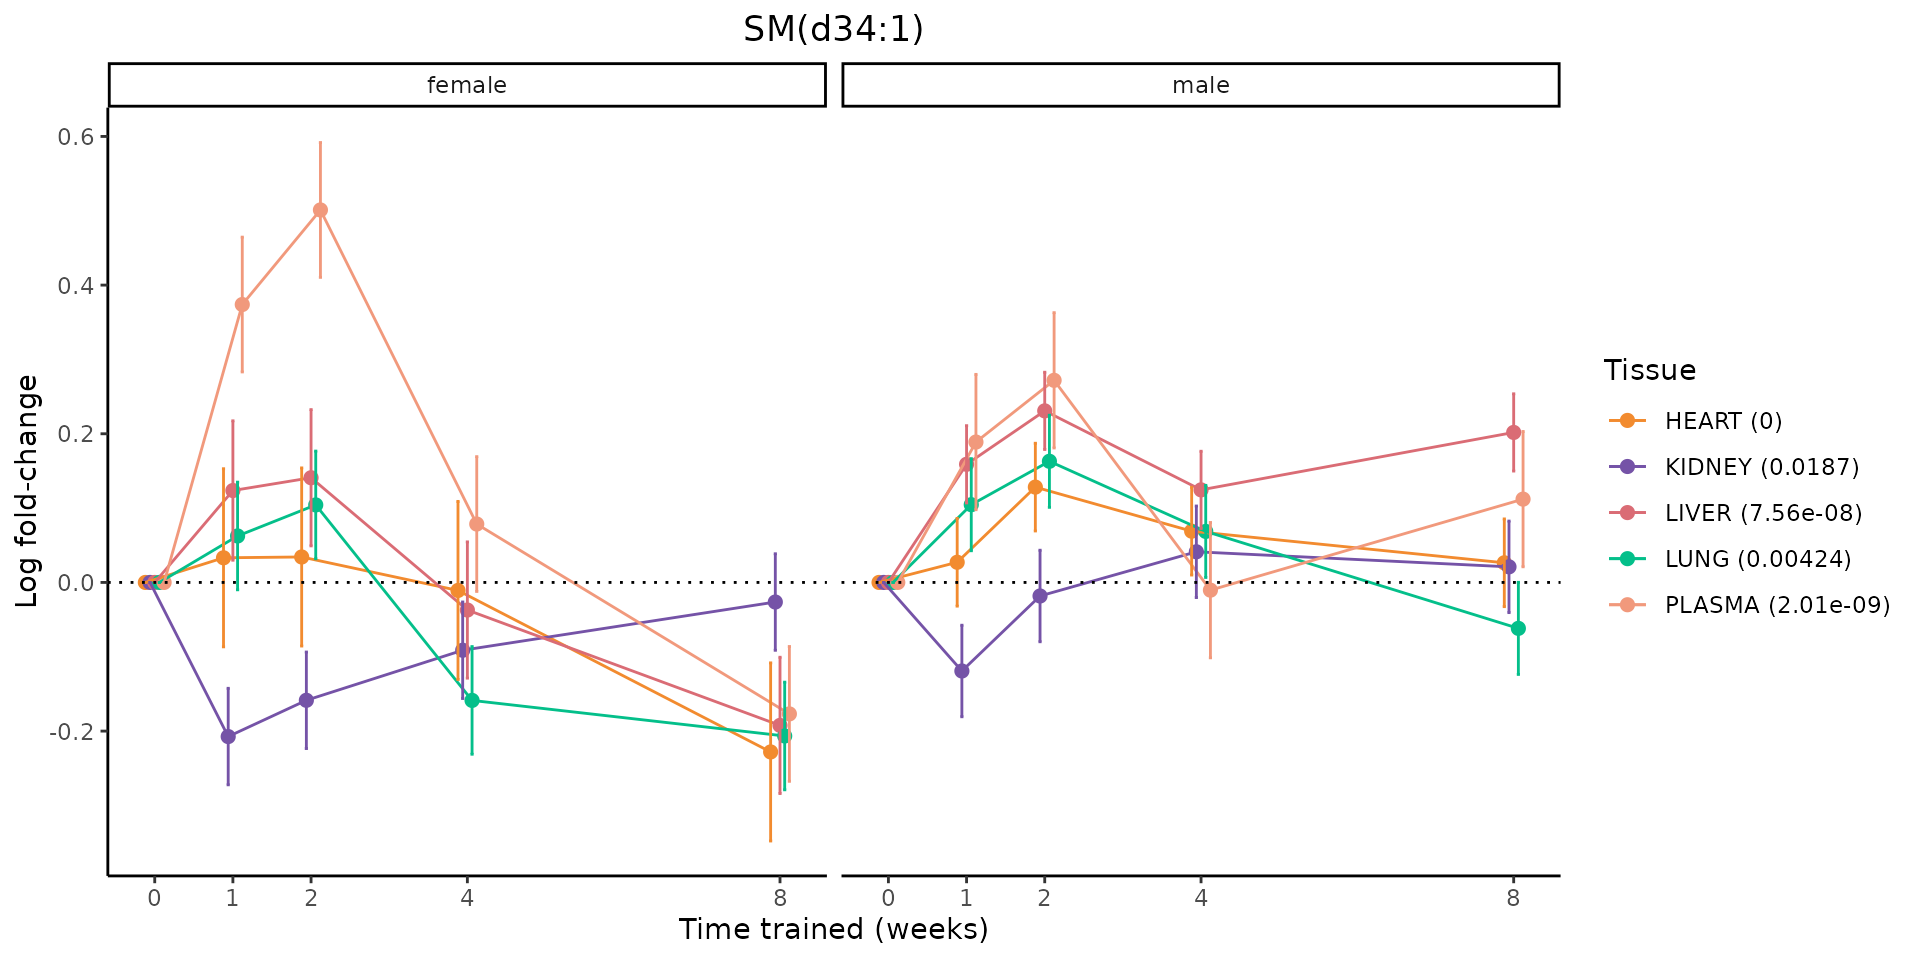 SM(d34:1)
female
male
0.6
0.4
0.2
0.0
-0.2
Log fold-change
0 1 2 4 8
0 1 2 4 8
Time trained (weeks)
Tissue
HEART (0)
KIDNEY (0.0187)
LIVER (7.56e-08)
LUNG (0.00424)
PLASMA (2.01e-09)